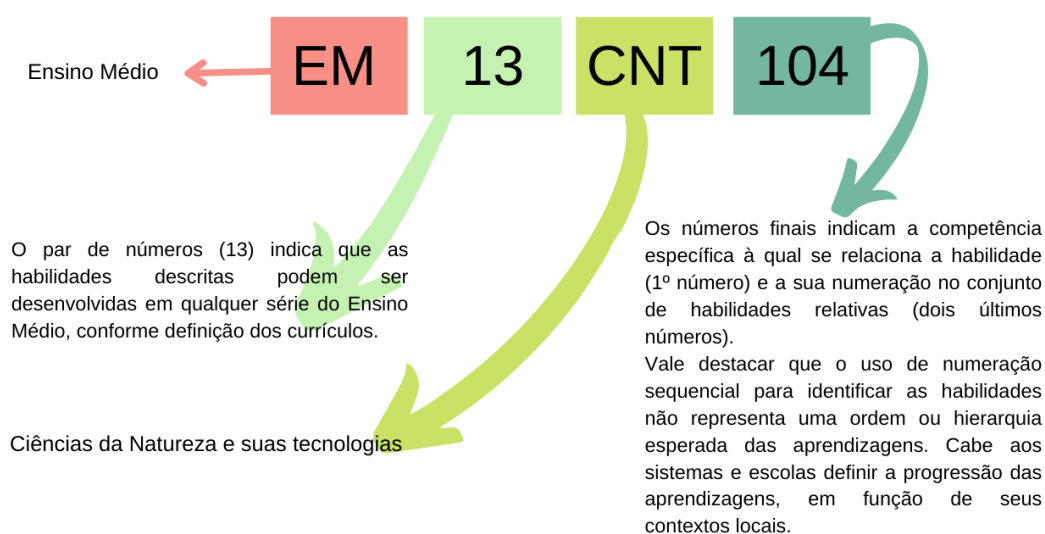 EM 13 CNT 104
Ensino Médio
O par de números (13) indica que as
habilidades descritas podem ser
desenvolvidas em qualquer série do Ensino
Médio, conforme definição dos currículos.
Ciências da Natureza e suas tecnologias
Os números finais indicam a competência
específica à qual se relaciona a habilidade
(1º número) e a sua numeração no conjunto
de habilidades relativas (dois últimos
números).
Vale destacar que o uso de numeração
sequencial para identificar as habilidades
não representa uma ordem ou hierarquia
esperada das aprendizagens. Cabe aos
sistemas e escolas definir a progressão das
aprendizagens, em função de seus
contextos locais.